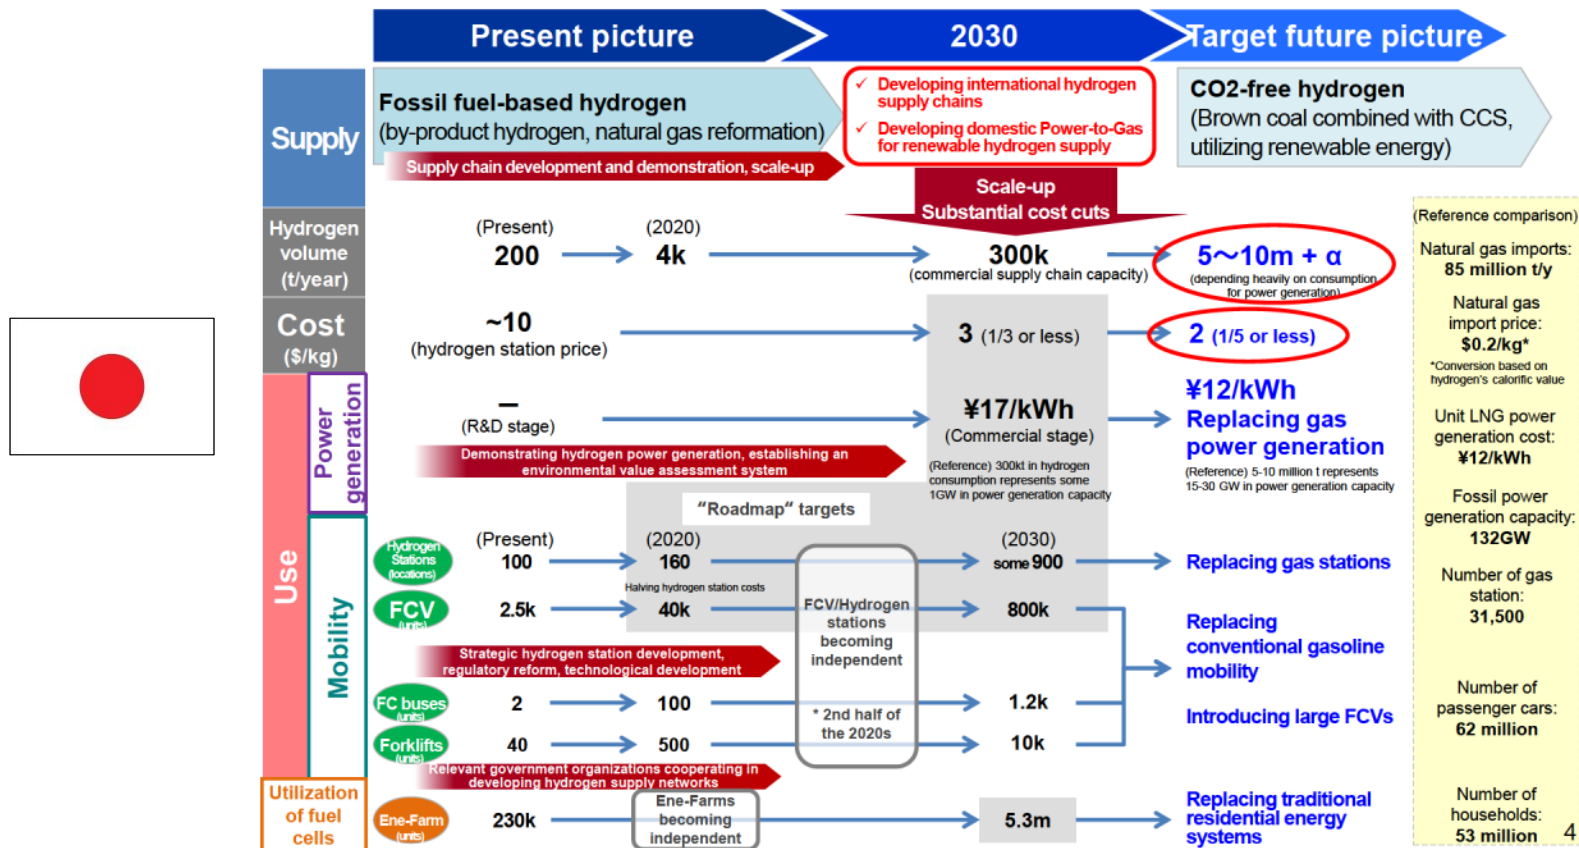 Present picture
2030
Target future picture
Supply
Fossil fuel-based hydrogen
(by-product hydrogen, natural gas reformation)
Supply chain development and demonstration, scale-up
✓ Developing international hydrogen
supply chains
✓ Developing domestic Power-to-Gas
for renewable hydrogen supply
CO2-free hydrogen
(Brown coal combined with CCS,
utilizing renewable energy)
Scale-up
Substantial cost cuts
Hydrogen
volume
(t/year)
(Present)
200
(2020)
4k
300k
(commercial supply chain capacity)
5～10m + α
(depending heavily on consumption
for power generation)
Cost
($/kg)
~10
(hydrogen station price)
3 (1/3 or less)
2 (1/5 or less)
Use
Power
generation
–
(R&D stage)
¥17/kWh
(Commercial stage)
¥12/kWh
Replacing gas
power generation
Demonstrating hydrogen power generation, establishing an
environmental value assessment system
(Reference) 300kt in hydrogen
consumption represents some
1GW in power generation capacity
(Reference) 5-10 million t represents
15-30 GW in power generation capacity
"Roadmap" targets
Mobility
Hydrogen
Stations
(locations)
(Present)
100
(2020)
160
(2030)
some 900
Replacing gas stations
Halving hydrogen station costs
FCV
(units)
2.5k
40k
800k
FCV/Hydrogen
stations
becoming
independent
* 2nd half of
the 2020s
Replacing
conventional gasoline
mobility
Strategic hydrogen station development,
regulatory reform, technological development
FC buses
(units)
2
100
1.2k
Introducing large FCVs
Forklifts
(units)
40
500
10k
Relevant government organizations cooperating in
developing hydrogen supply networks
Utilization
of fuel
cells
Ene-Farm
(units)
230k
Ene-Farms
becoming
independent
5.3m
Replacing traditional
residential energy
systems
(Reference comparison)
Natural gas imports:
85 million t/y
Natural gas
import price:
$0.2/kg*
*Conversion based on
hydrogen's calorific value
Unit LNG power
generation cost:
¥12/kWh
Fossil power
generation capacity:
132GW
Number of gas
station:
31,500
Number of
passenger cars:
62 million
Number of
households:
53 million
4